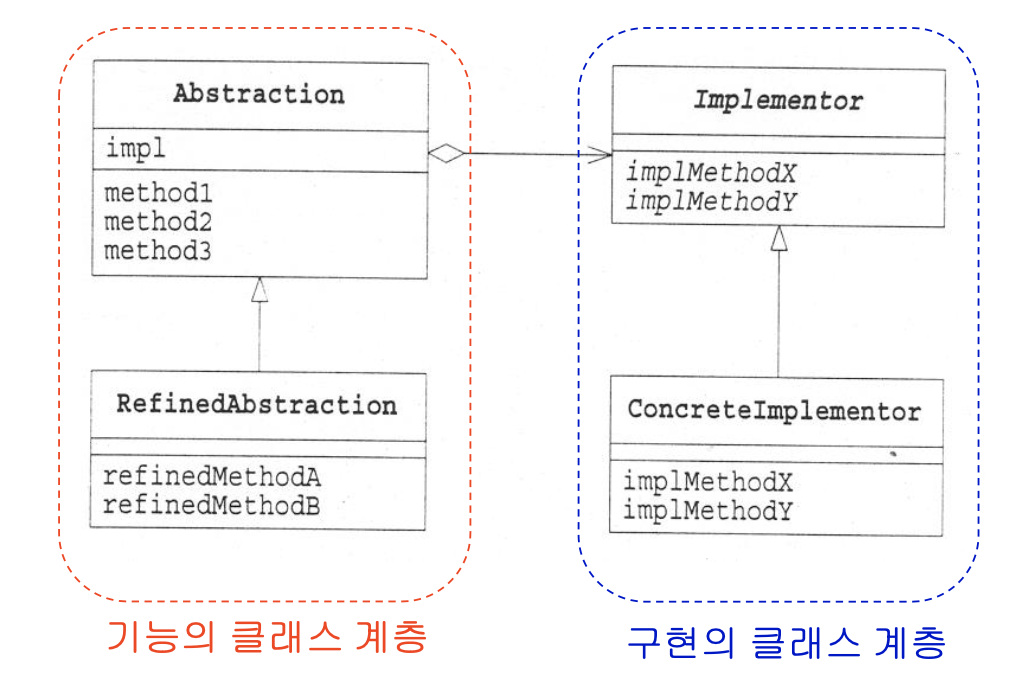 Abstraction
impl
method1
method2
method3
RefinedAbstraction
refinedMethodA
refinedMethodB
기능의 클래스 계층
Implementor
implMethodX
implMethodY
ConcreteImplementor
implMethodX
implMethodY
구현의 클래스 계층